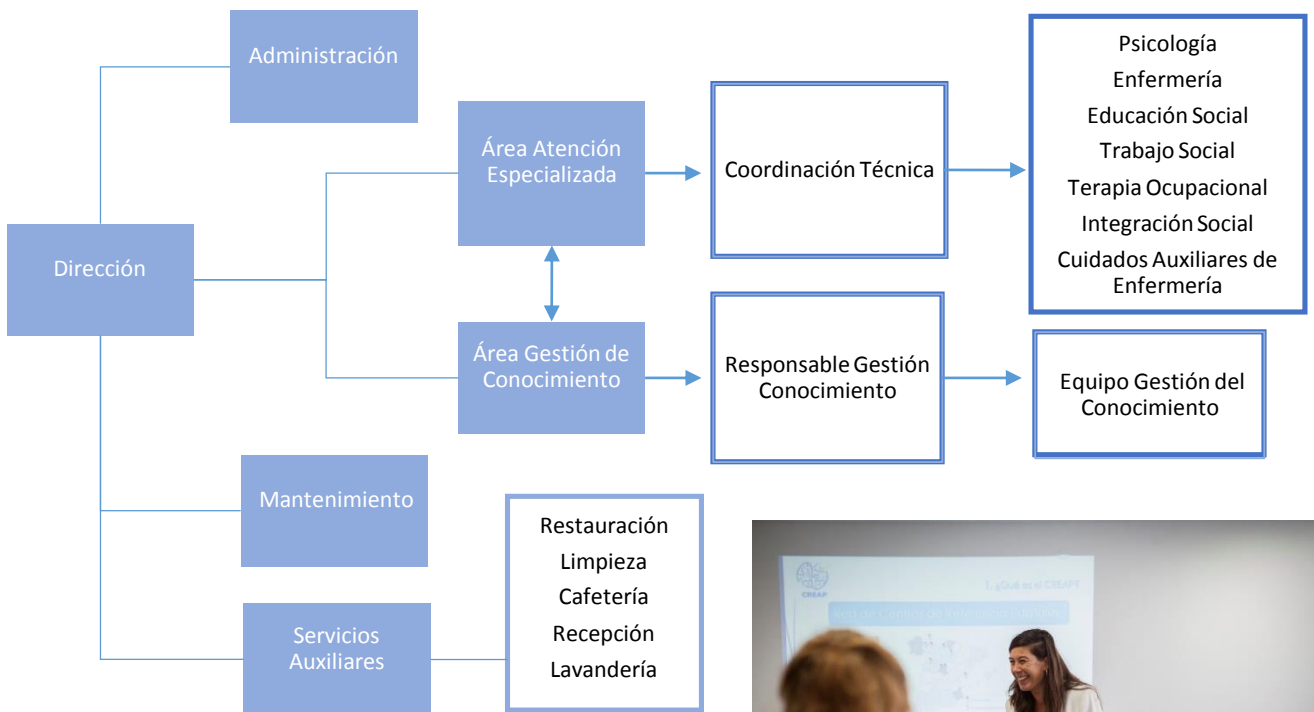 Administración
Psicología
Enfermería
Educación Social
Trabajo Social
Terapia Ocupacional
Integración Social
Cuidados Auxiliares de
Enfermería
Área Atención
Especializada
Coordinación Técnica
Dirección
Área Gestión de
Conocimiento
Responsable Gestión
Conocimiento
Equipo Gestión del
Conocimiento
Mantenimiento
Restauración
Limpieza
Cafetería
Recepción
Lavandería
Servicios
Auxiliares
CREAP
1. ¿Qué es el CREAP?